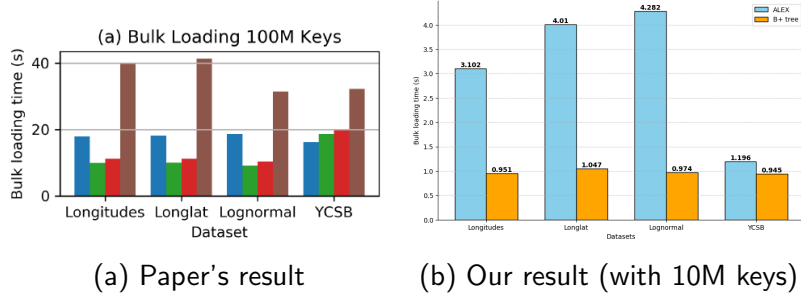 (a) Bulk Loading 100M Keys
Bulk loading time (s)
40
20
0
Longitudes Longlat Lognormal YCSB
Dataset
(a) Paper's result
ALEX
B+ tree
Bulk loading time (s)
4.0
3.5
3.0
2.5
2.0
1.5
1.0
0.5
0.0
3.102
0.951
4.01
1.047
4.282
0.974
1.196
0.945
Longitudes Longlat Lognormal YCSB
Datasets
(b) Our result (with 10M keys)